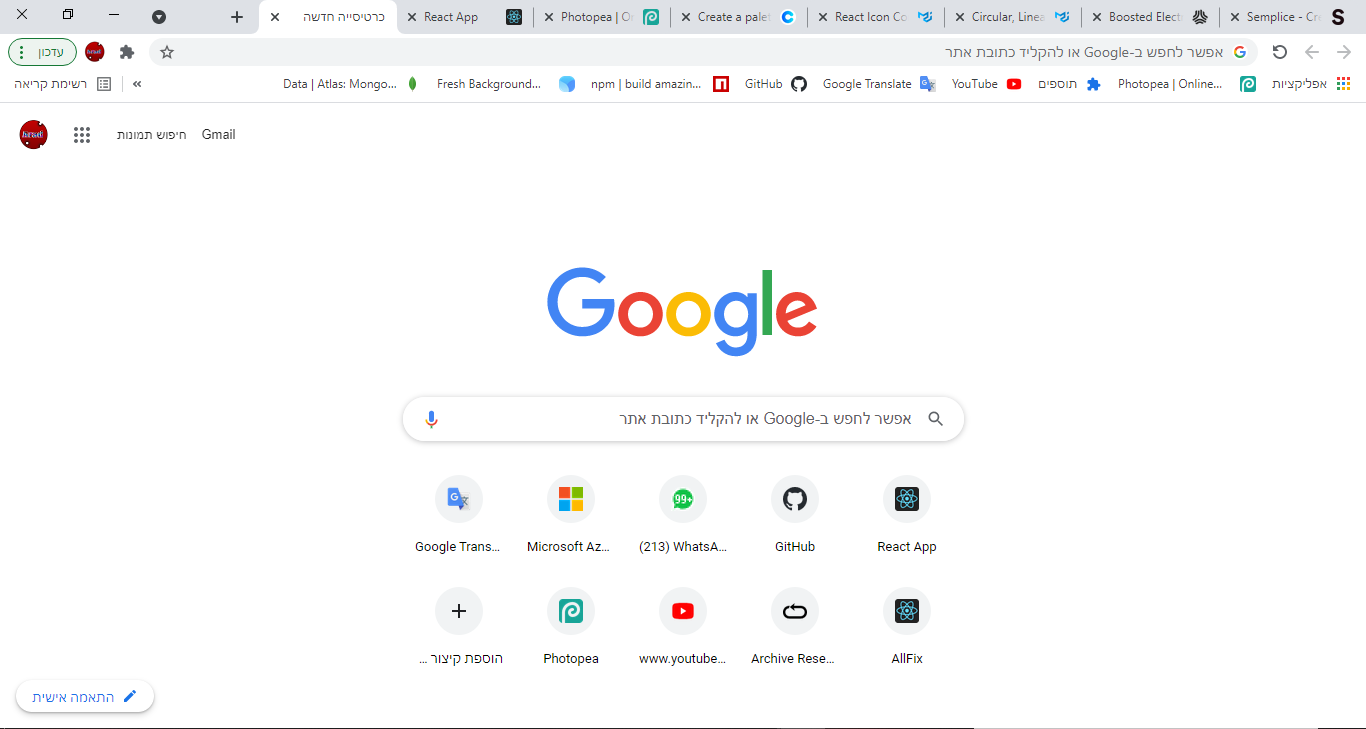 Semplice - Cre
Boosted Electr
Circular, Linea
React Icon Co
Create a palet
Photopea | On
React App
כרטיסייה חדשה
אפשר לחפש ב-Google או להקליד כתובת אתר
עדכון
אפליקציות
Photopea | Online...
תוספים
YouTube
Google Translate
GitHub
npm | build amazin...
Fresh Background...
Data | Atlas: Mongo...
רשימת קריאה
Gmail
חיפוש תמונות
Google
אפשר לחפש ב-Google או להקליד כתובת אתר
99+
React App
GitHub
(213) WhatsA...
Microsoft Az...
Google Trans...
AllFix
Archive Rese...
www.youtube...
Photopea
הוספת קיצור ...
התאמה אישית